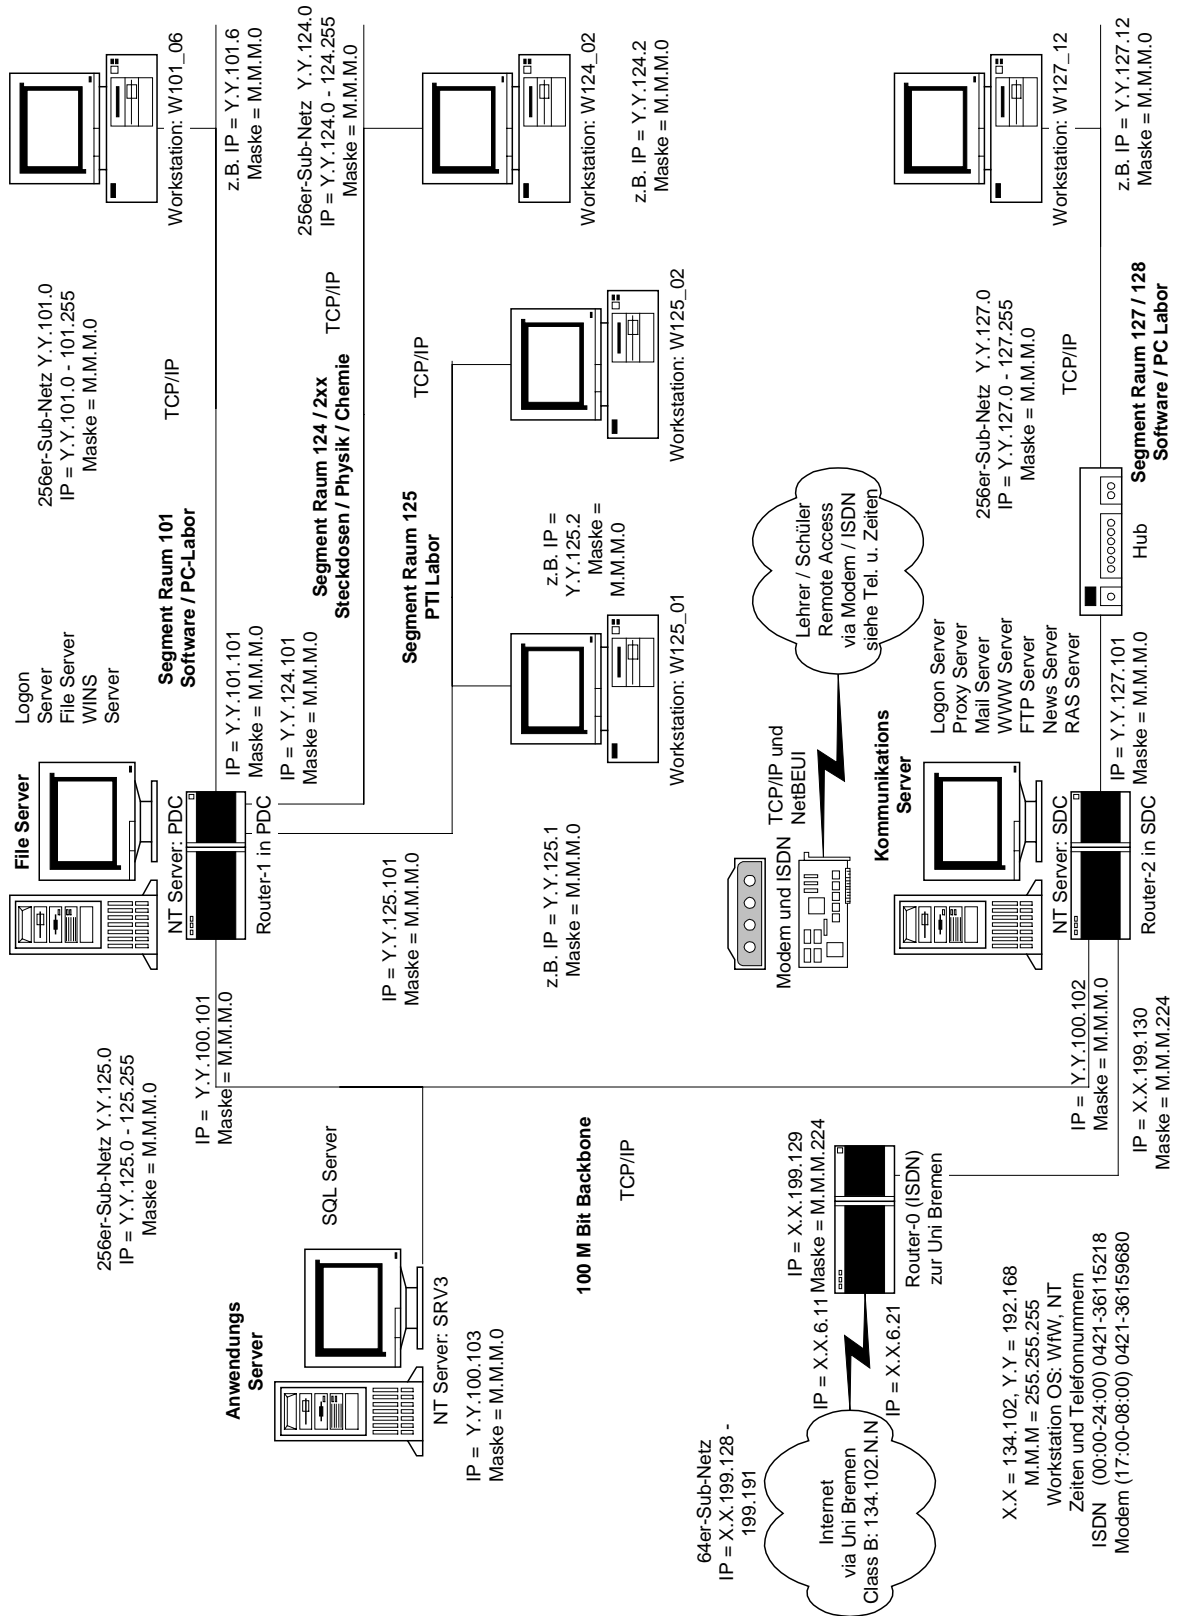 File Server
NT Server: PDC
Router-1 in PDC
Logon
Server
File Server
WINS
Server
Segment Raum 101
Software / PC-Labor
256er-Sub-Netz Y.Y.101.0
IP = Y.Y.101.0 - 101.255
Maske = M.M.M.0
TCP/IP
Workstation: W101_06
z.B. IP = Y.Y.101.6
Maske = M.M.M.0
IP = Y.Y.101.101
Maske = M.M.M.0
IP = Y.Y.124.101
Maske = M.M.M.0
Segment Raum 124 / 2xx
Steckdosen / Physik / Chemie
TCP/IP
256er-Sub-Netz Y.Y.124.0
IP = Y.Y.124.0 - 124.255
Maske = M.M.M.0
Workstation: W124_02
z.B. IP = Y.Y.124.2
Maske = M.M.M.0
256er-Sub-Netz Y.Y.125.0
IP = Y.Y.125.0 - 125.255
Maske = M.M.M.0
IP = Y.Y.100.101
Maske = M.M.M.0
IP = Y.Y.125.101
Maske = M.M.M.0
Segment Raum 125
PTI Labor
TCP/IP
z.B. IP = Y.Y.125.1
Maske = M.M.M.0
Workstation: W125_01
z.B. IP =
Y.Y.125.2
Maske =
M.M.M.0
Workstation: W125_02
Anwendungs
Server
SQL Server
NT Server: SRV3
IP = Y.Y.100.103
Maske = M.M.M.0
100 M Bit Backbone
TCP/IP
Modem und ISDN
TCP/IP und
NetBEUI
Lehrer / Schüler
Remote Access
via Modem / ISDN
siehe Tel. u. Zeiten
Kommunikations
Server
NT Server: SDC
Router-2 in SDC
Logon Server
Proxy Server
Mail Server
WWW Server
FTP Server
News Server
RAS Server
IP = Y.Y.127.101
Maske = M.M.M.0
Hub
256er-Sub-Netz Y.Y.127.0
IP = Y.Y.127.0 - 127.255
Maske = M.M.M.0
TCP/IP
Segment Raum 127 / 128
Software / PC Labor
Workstation: W127_12
z.B. IP = Y.Y.127.12
Maske = M.M.M.0
IP = Y.Y.100.102
Maske = M.M.M.0
IP = X.X.199.130
Maske = M.M.M.224
IP = X.X.199.129
Maske = M.M.M.224
IP = X.X.6.11
IP = X.X.6.21
Router-0 (ISDN)
zur Uni Bremen
64er-Sub-Netz
IP = X.X.199.128 -
199.191
Internet
via Uni Bremen
Class B: 134.102.N.N
X.X = 134.102, Y.Y = 192.168
M.M.M = 255.255.255
Workstation OS: WfW, NT
Zeiten und Telefonnummern
ISDN (00:00-24:00) 0421-36115218
Modem (17:00-08:00) 0421-36159680